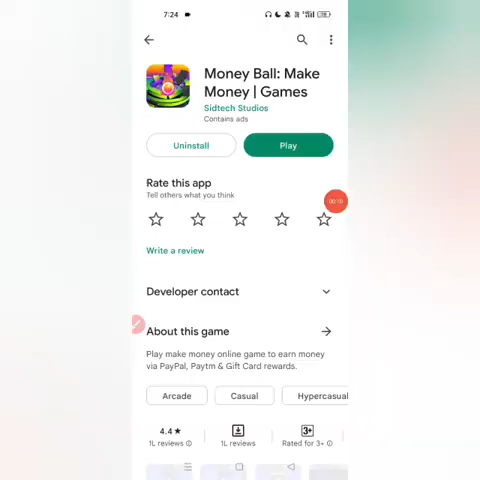 7:24
Money Ball: Make
Money | Games
Sidtech Studios
Contains ads
Uninstall
Play
Rate this app
Tell others what you think
00:10
Write a review
Developer contact
About this game
Play make money online game to earn money
via PayPal, Paytm & Gift Card rewards.
Arcade
Casual
Hypercasual
4.4★
3+
1L reviews
1L reviews
Rated for 3+